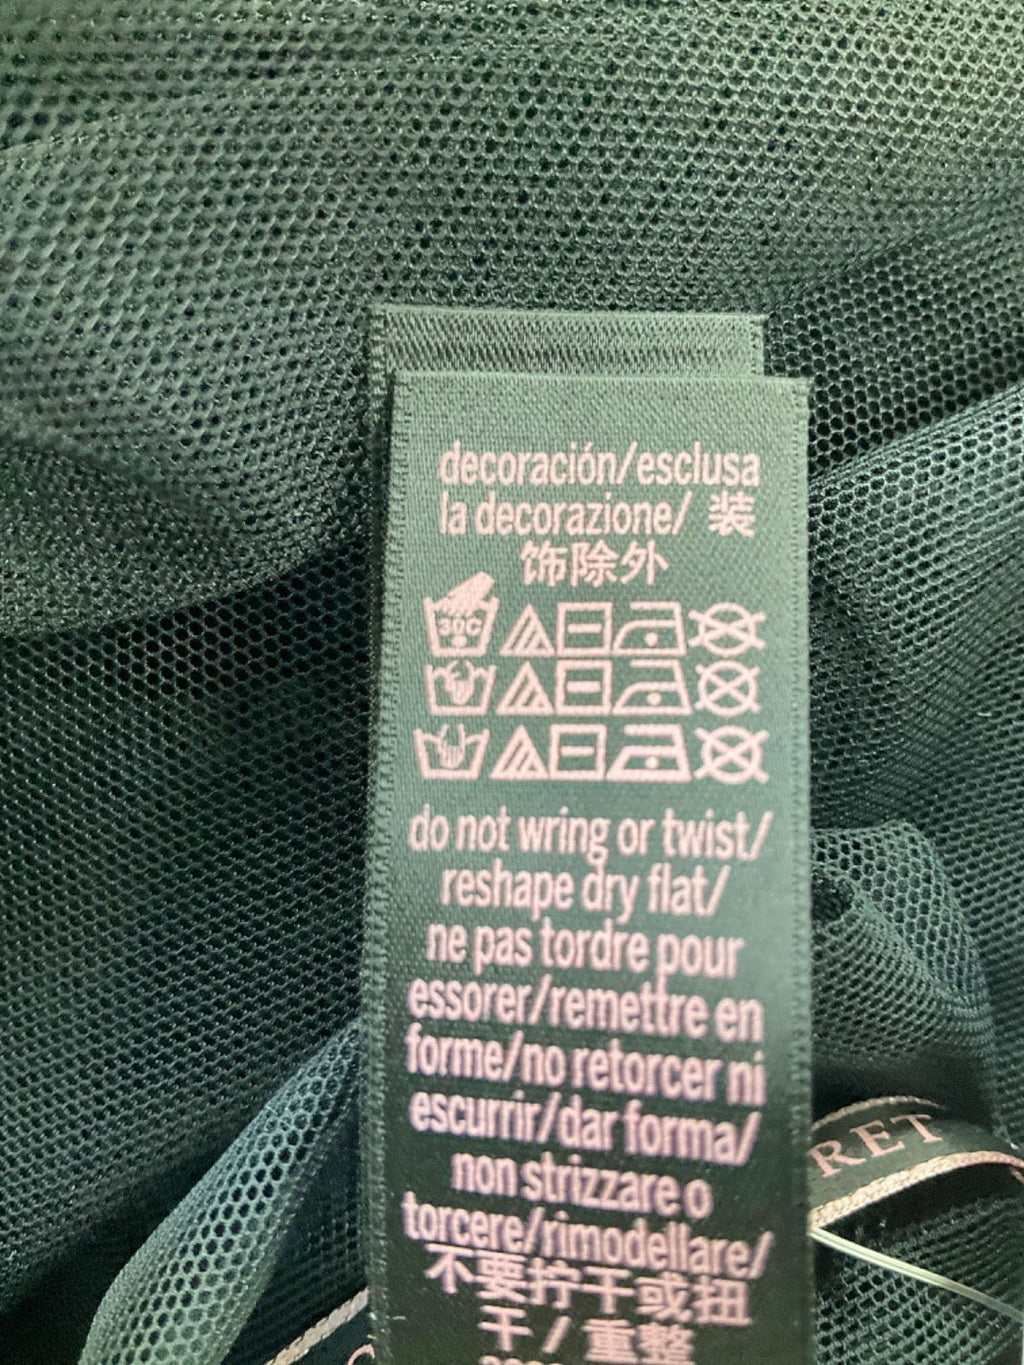 decoración/esclusa
la decorazione/ 装
饰除外
30C
do not wring or twist/
reshape dry flat/
ne pas tordre pour
essorer/remettre en
forme/no retorcer ni
escurrir/dar forma/
non strizzare o
torcere/rimodellare/
不要拧干或扭
干/重整
RET